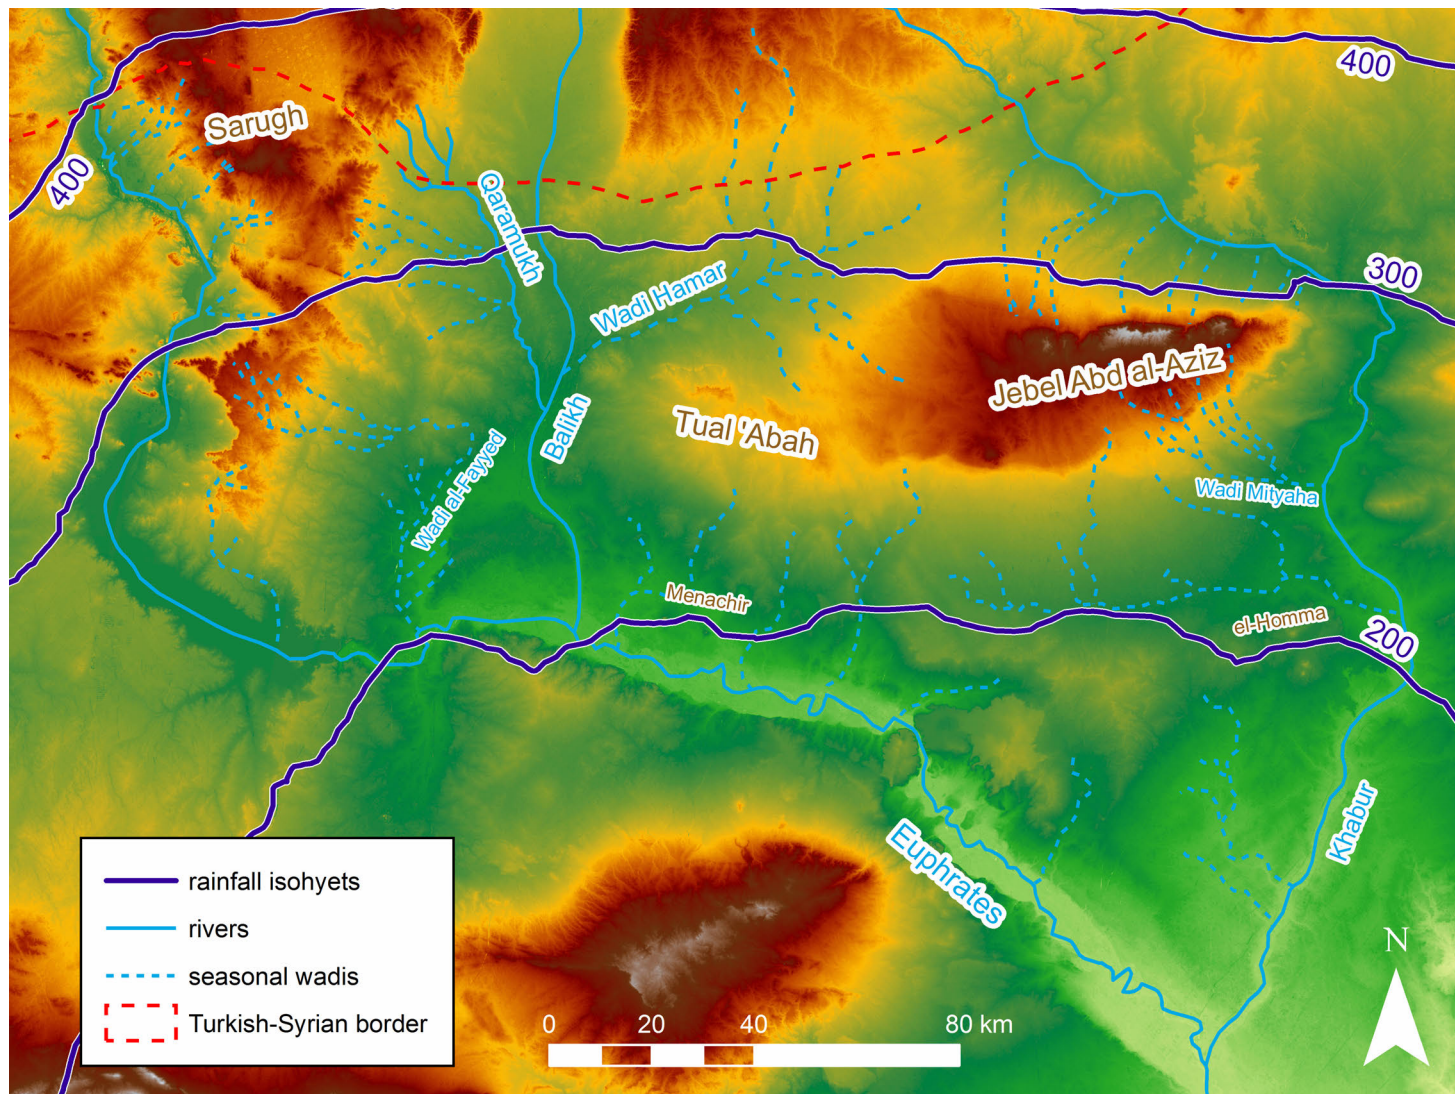 400
Sarugh
400
Qaramukh
300
Wadi Hamar
Jebel Abd al-Aziz
Tual 'Abah
Balikh
Wadi al-Fayyed
Wadi Mityaha
Menachir
el-Homma
200
Euphrates
Khabur
rainfall isohyets
rivers
seasonal wadis
Turkish-Syrian border
0 20 40 80 km
N